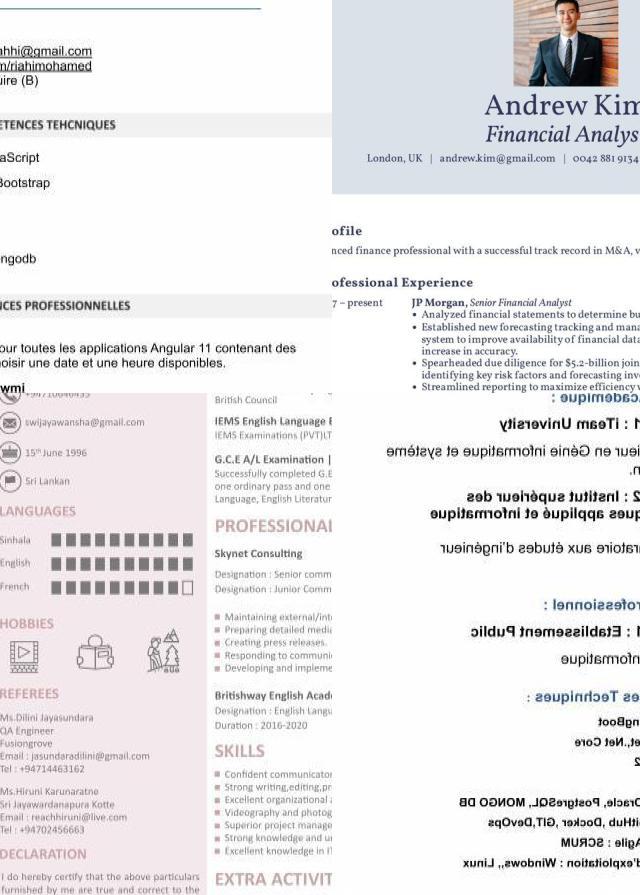 ahhi@gmail.com
m/riahimohamed
uire (B)
ETENCES TEHCNIQUES
aScript
Bootstrap
ngodb
NCES PROFESSIONNELLES
our toutes les applications Angular 11 contenant des
noisir une date et une heure disponibles.
wmi
Andrew Kim
Financial Analys
London, UK | andrew.kim@gmail.com | 0042 881 9134
ofile
nced finance professional with a successful track record in M&A, v
ofessional Experience
7 – present
JP Morgan, Senior Financial Analyst
• Analyzed financial statements to determine bu
• Established new forecasting tracking and mana
system to improve availability of financial data
increase in accuracy.
• Spearheaded due diligence for $5.2-billion join
identifying key risk factors and forecasting inve
• Streamlined reporting to maximize efficiency w
swijayawansha@gmail.com
15th June 1996
Sri Lankan
LANGUAGES
Sinhala
English
French
HOBBIES
REFEREES
Ms.Dilini Jayasundara
QA Engineer
Fusiongrove
Email : jasundaradilini@gmail.com
Tel : +94714463162
Ms.Hiruni Karunaratne
Sri Jayawardanapura Kotte
Email : reachhiruni@live.com
Tel : +94702456663
DECLARATION
I do hereby certify that the above particulars
furnished by me are true and correct to the
British Council
IEMS English Language E
IEMS Examinations (PVT)LT
G.C.E A/L Examination |
Successfully completed G.E
one ordinary pass and one
Language, English Literatur
PROFESSIONAL
Skynet Consulting
Designation : Senior comm
Designation : Junior Comm
Maintaining external/inte
Preparing detailed media
Creating press releases.
Responding to communic
Developing and impleme
Britishway English Acade
Designation : English Langu
Duration : 2016-2020
SKILLS
Confident communicator
Strong writing,editing,pr
Excellent organizational a
Videography and photog
Superior project manage
Strong knowledge and un
Excellent knowledge in IT
EXTRA ACTIVIT
cadémique :
1 : iTeam University
ieur en Génie informatique et système
n.
2 : Institut supérieur des
ques appliqué et informatique
ratoire aux études d'ingénieur
rofessionnel :
1 : Etablissement Public
nformatique
es Techniques :
ngBoot
et,.Net Core
2
Oracle, PostgreSQL, MONGO DB
itHub, Docker ,GIT,DevOps
Agile : SCRUM
d'exploitation : Windows,, Linux